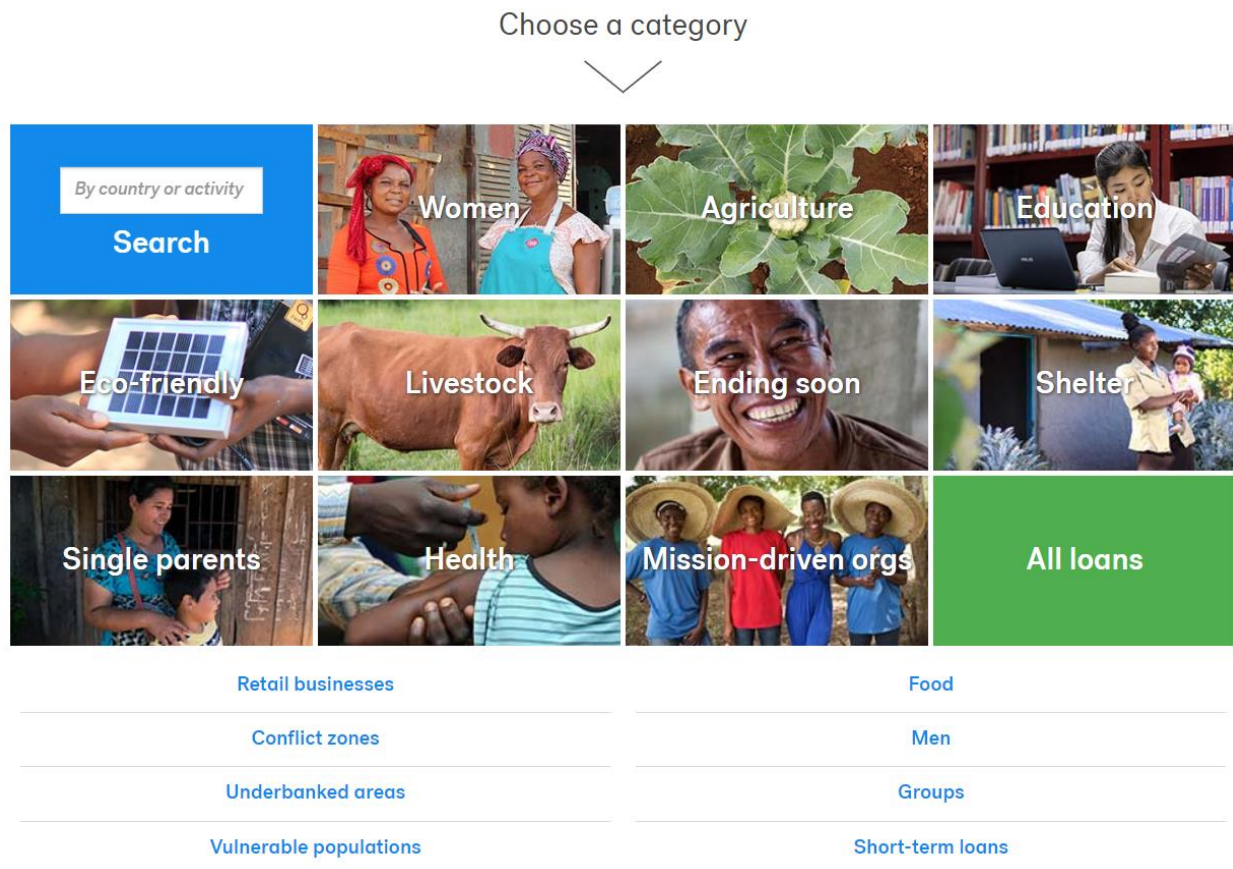 Choose a category
By country or activity
Search
Women
Agriculture
Education
Eco-friendly
Livestock
Ending soon
Shelter
Single parents
Health
Mission-driven orgs
All loans
Retail businesses
Food
Conflict zones
Men
Underbanked areas
Groups
Vulnerable populations
Short-term loans